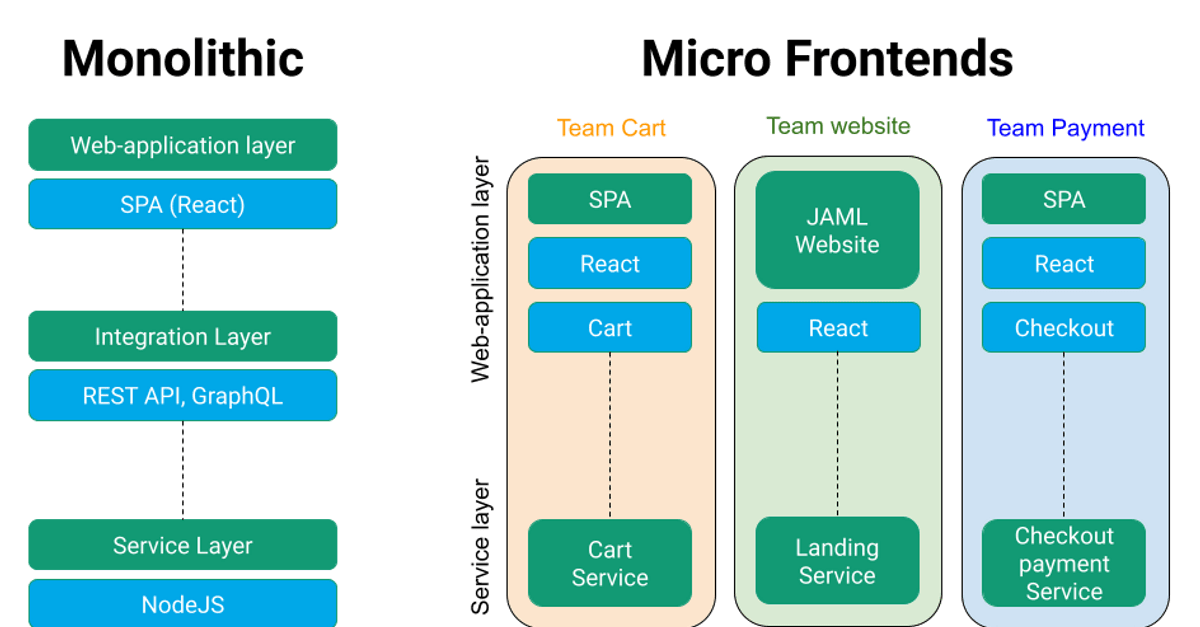 Monolithic
Web-application layer
SPA (React)
Integration Layer
REST API, GraphQL
Service Layer
NodeJS
Micro Frontends
Web-application layer
Service layer
Team Cart
SPA
React
Cart
Cart
Service
Team website
JAML
Website
React
Landing
Service
Team Payment
SPA
React
Checkout
Checkout
payment
Service